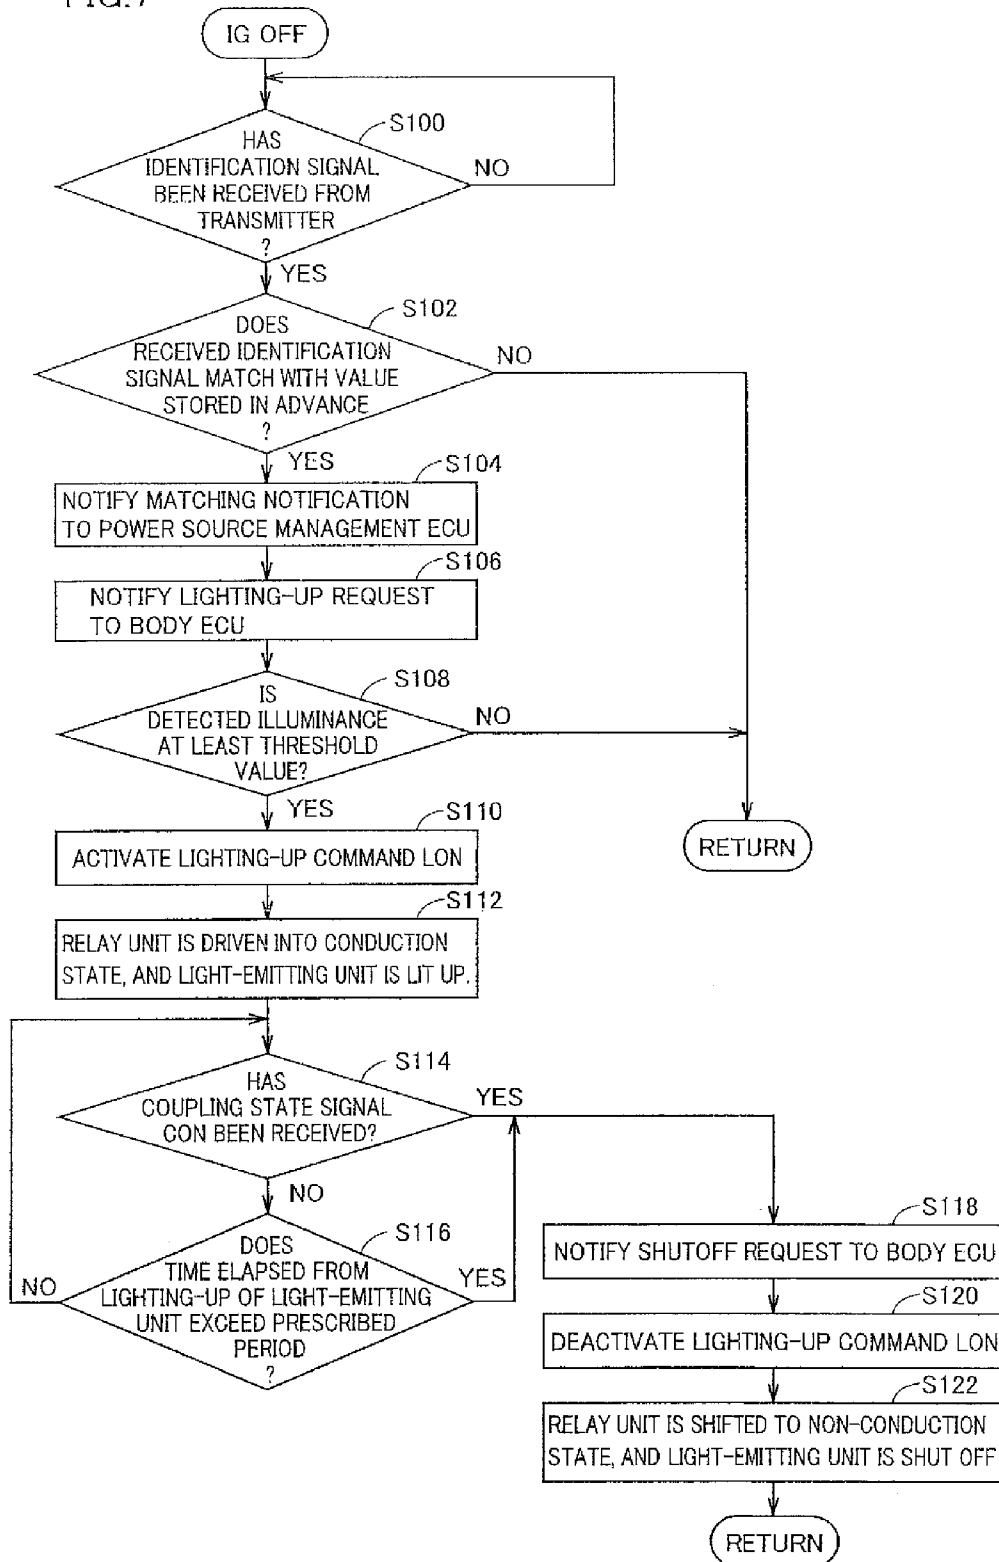 FIG.7
IG OFF
S100
HAS
IDENTIFICATION SIGNAL
BEEN RECEIVED FROM
TRANSMITTER
?
NO
YES
S102
DOES
RECEIVED IDENTIFICATION
SIGNAL MATCH WITH VALUE
STORED IN ADVANCE
?
NO
YES
S104
NOTIFY MATCHING NOTIFICATION
TO POWER SOURCE MANAGEMENT ECU
S106
NOTIFY LIGHTING-UP REQUEST
TO BODY ECU
S108
IS
DETECTED ILLUMINANCE
AT LEAST THRESHOLD
VALUE?
NO
YES
S110
ACTIVATE LIGHTING-UP COMMAND LON
RETURN
S112
RELAY UNIT IS DRIVEN INTO CONDUCTION
STATE, AND LIGHT-EMITTING UNIT IS LIT UP.
S114
HAS
COUPLING STATE SIGNAL
CON BEEN RECEIVED?
YES
NO
S116
DOES
TIME ELAPSED FROM
LIGHTING-UP OF LIGHT-EMITTING
UNIT EXCEED PRESCRIBED
PERIOD
?
NO
YES
S118
NOTIFY SHUTOFF REQUEST TO BODY ECU
S120
DEACTIVATE LIGHTING-UP COMMAND LON
S122
RELAY UNIT IS SHIFTED TO NON-CONDUCTION
STATE, AND LIGHT-EMITTING UNIT IS SHUT OFF
RETURN